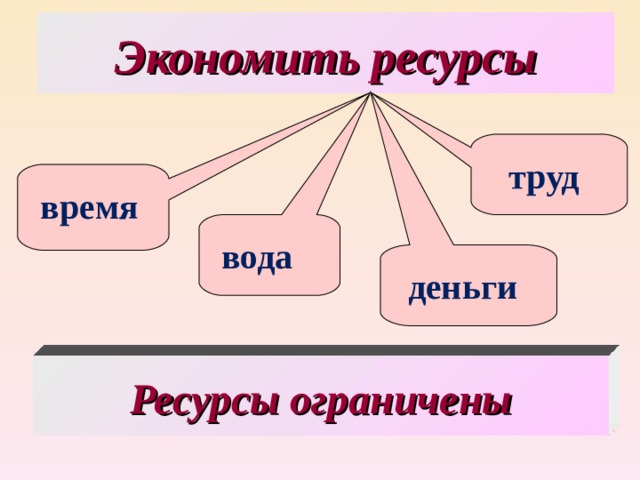 Экономить ресурсы
труд
время
вода
деньги
Ресурсы ограничены